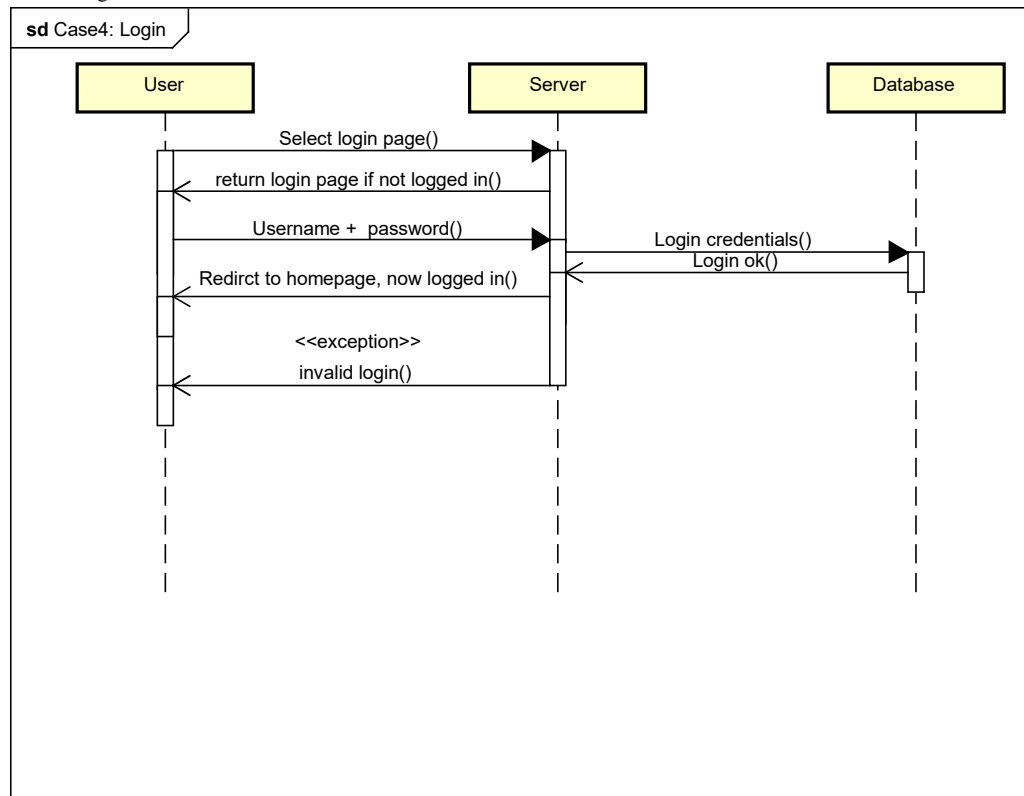 sd Case4: Login
User
Server
Database
Select login page()
return login page if not logged in()
Username + password()
Login credentials()
Login ok()
Redirct to homepage, now logged in()
<<exception>>
invalid login()